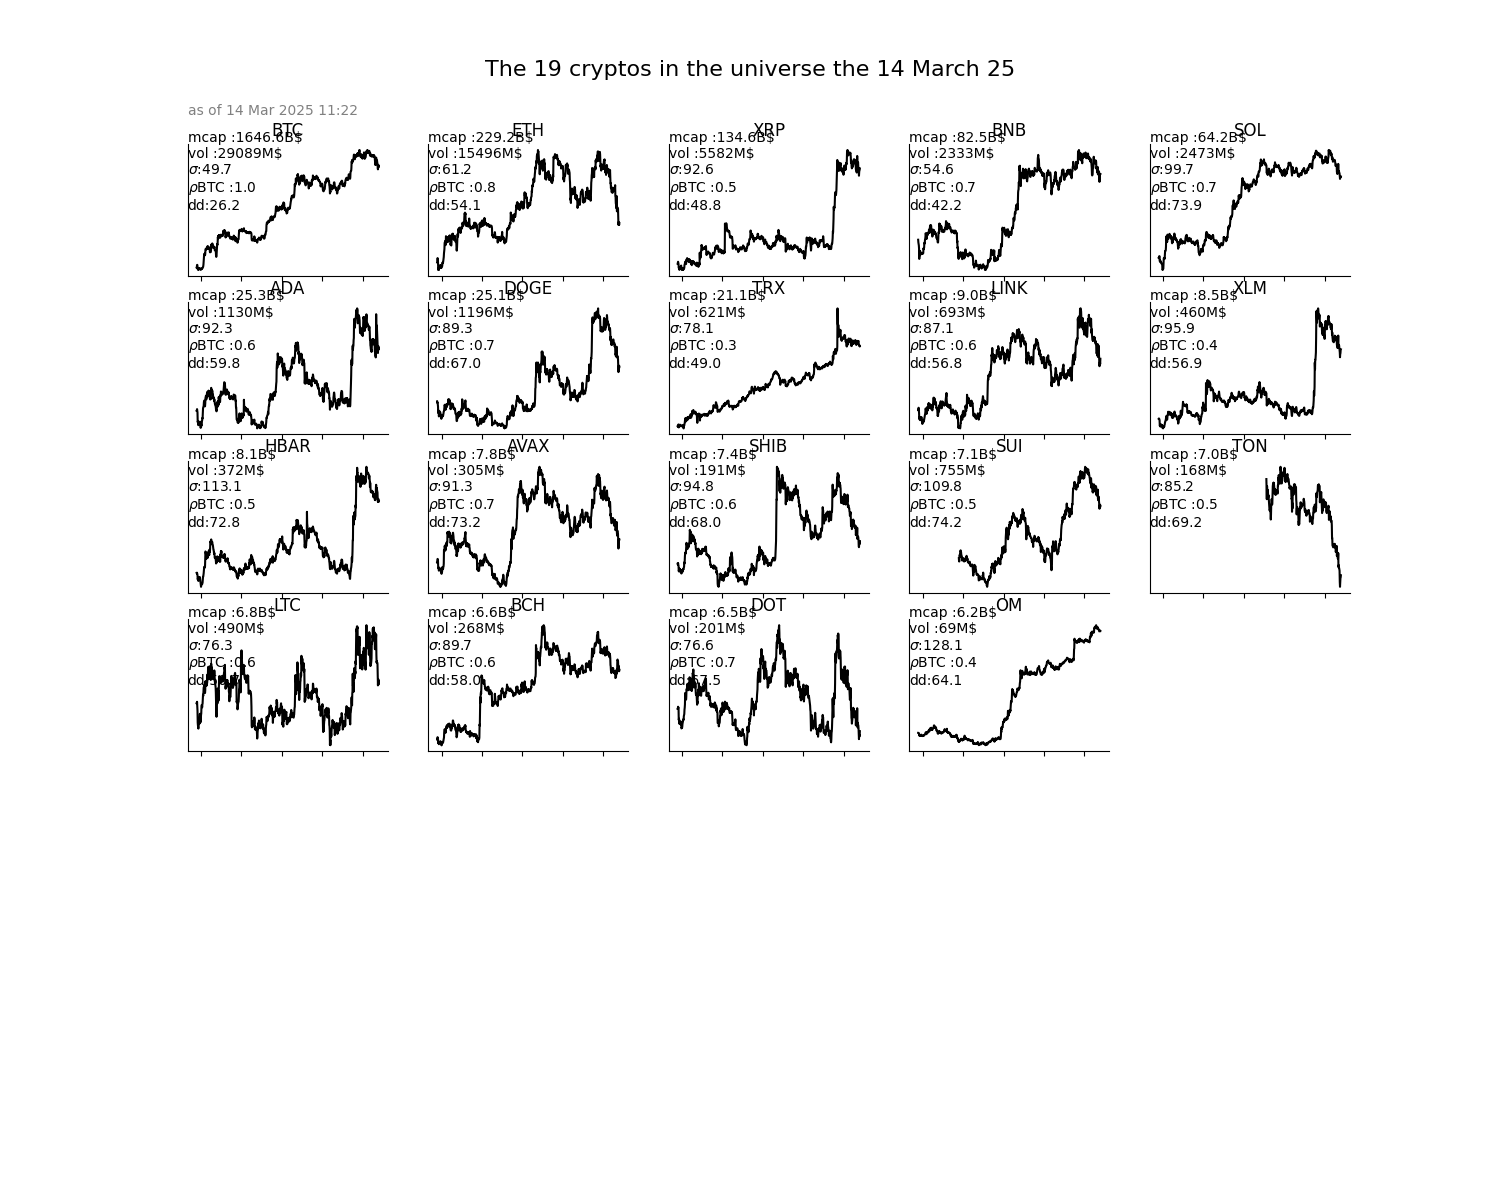 The 19 cryptos in the universe the 14 March 25
as of 14 Mar 2025 11:22
BTC
mcap :1646.6B$
vol :29089M$
σ:49.7
ρBTC :1.0
dd:26.2
ETH
mcap :229.2B$
vol :15496M$
σ:61.2
ρBTC :0.8
dd:54.1
XRP
mcap :134.6B$
vol :5582M$
σ:92.6
ρBTC :0.5
dd:48.8
BNB
mcap :82.5B$
vol :2333M$
σ:54.6
ρBTC :0.7
dd:42.2
SOL
mcap :64.2B$
vol :2473M$
σ:99.7
ρBTC :0.7
dd:73.9
ADA
mcap :25.3B$
vol :1130M$
σ:92.3
ρBTC :0.6
dd:59.8
DOGE
mcap :25.1B$
vol :1196M$
σ:89.3
ρBTC :0.7
dd:67.0
TRX
mcap :21.1B$
vol :621M$
σ:78.1
ρBTC :0.3
dd:49.0
LINK
mcap :9.0B$
vol :693M$
σ:87.1
ρBTC :0.6
dd:56.8
XLM
mcap :8.5B$
vol :460M$
σ:95.9
ρBTC :0.4
dd:56.9
HBAR
mcap :8.1B$
vol :372M$
σ:113.1
ρBTC :0.5
dd:72.8
AVAX
mcap :7.8B$
vol :305M$
σ:91.3
ρBTC :0.7
dd:73.2
SHIB
mcap :7.4B$
vol :191M$
σ:94.8
ρBTC :0.6
dd:68.0
SUI
mcap :7.1B$
vol :755M$
σ:109.8
ρBTC :0.5
dd:74.2
TON
mcap :7.0B$
vol :168M$
σ:85.2
ρBTC :0.5
dd:69.2
LTC
mcap :6.8B$
vol :490M$
σ:76.3
ρBTC :0.6
BCH
mcap :6.6B$
vol :268M$
σ:89.7
ρBTC :0.6
dd:58.0
DOT
mcap :6.5B$
vol :201M$
σ:76.6
ρBTC :0.7
dd:67.5
OM
mcap :6.2B$
vol :69M$
σ:128.1
ρBTC :0.4
dd:64.1